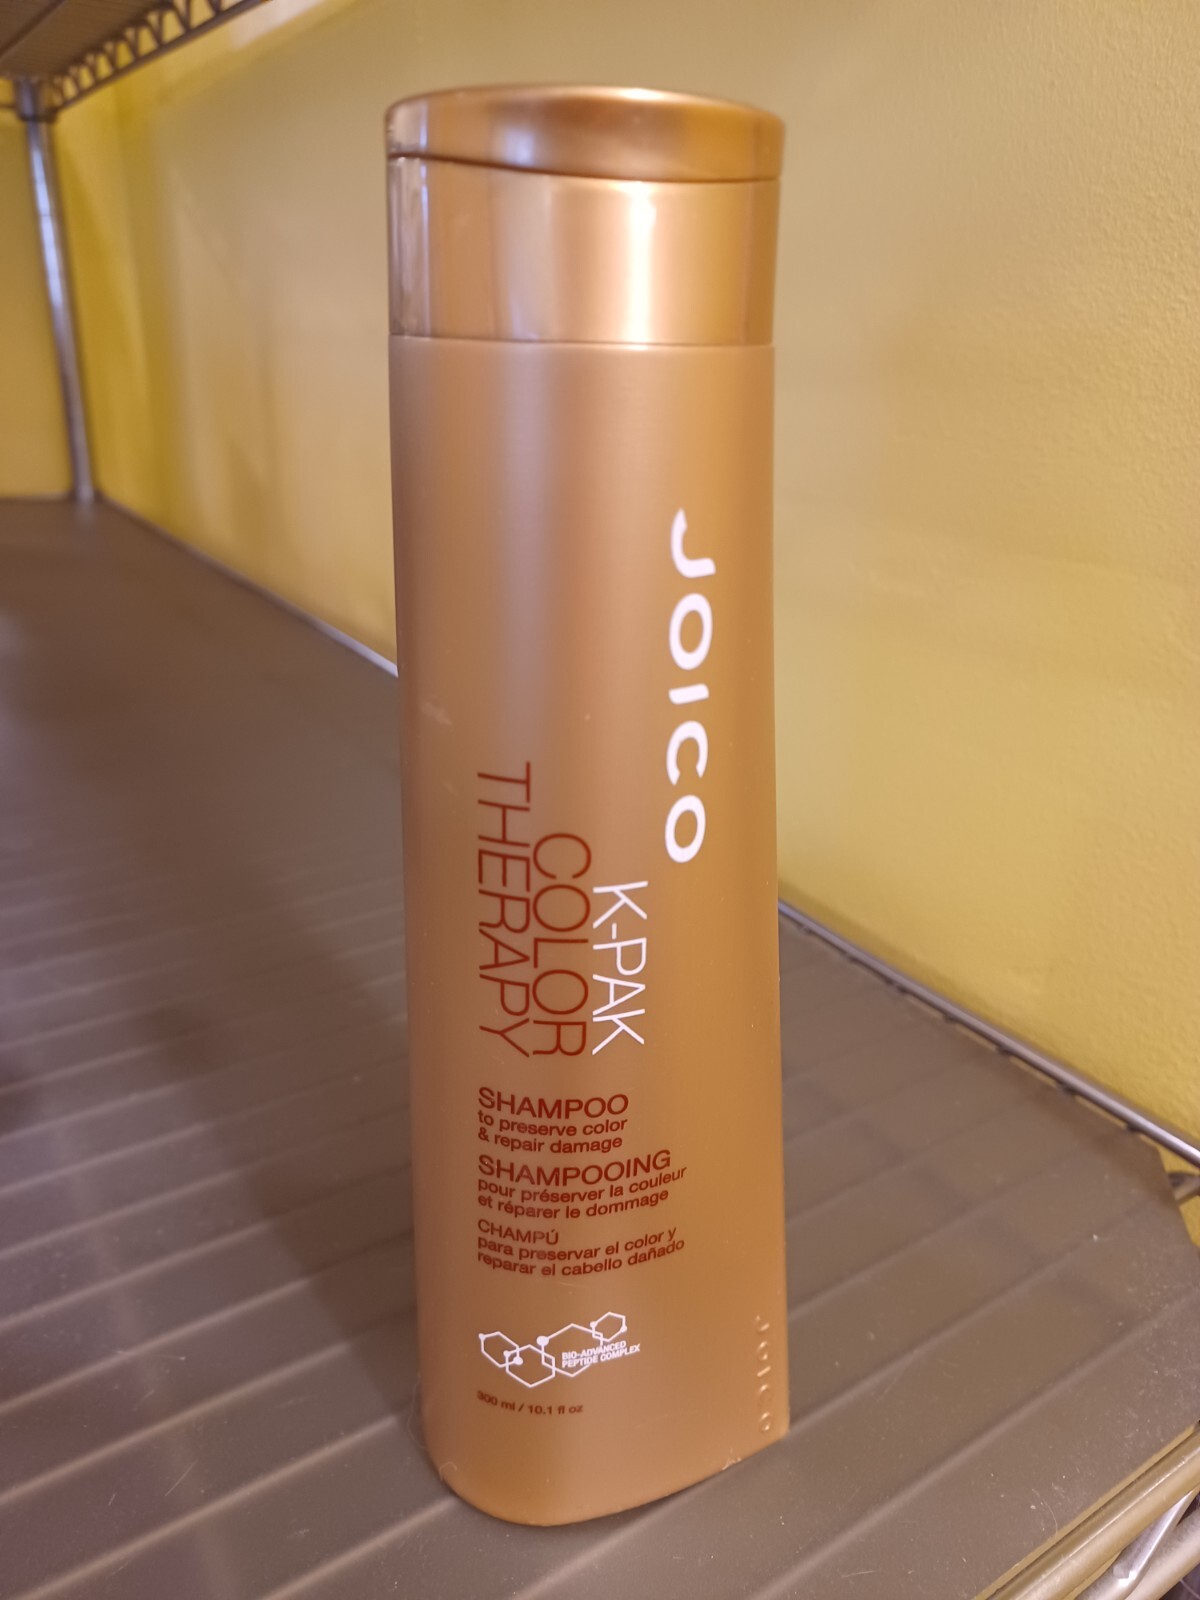 JOICO
K-PAK
COLOR
THERAPY
SHAMPOO
to preserve color
& repair damage
SHAMPOOING
pour préserver la couleur
et réparer le dommage
CHAMPÚ
para preservar el color y
reparar el cabello dañado
BIO-ADVANCED
PEPTIDE COMPLEX
300 ml / 10.1 fl oz
JOICO